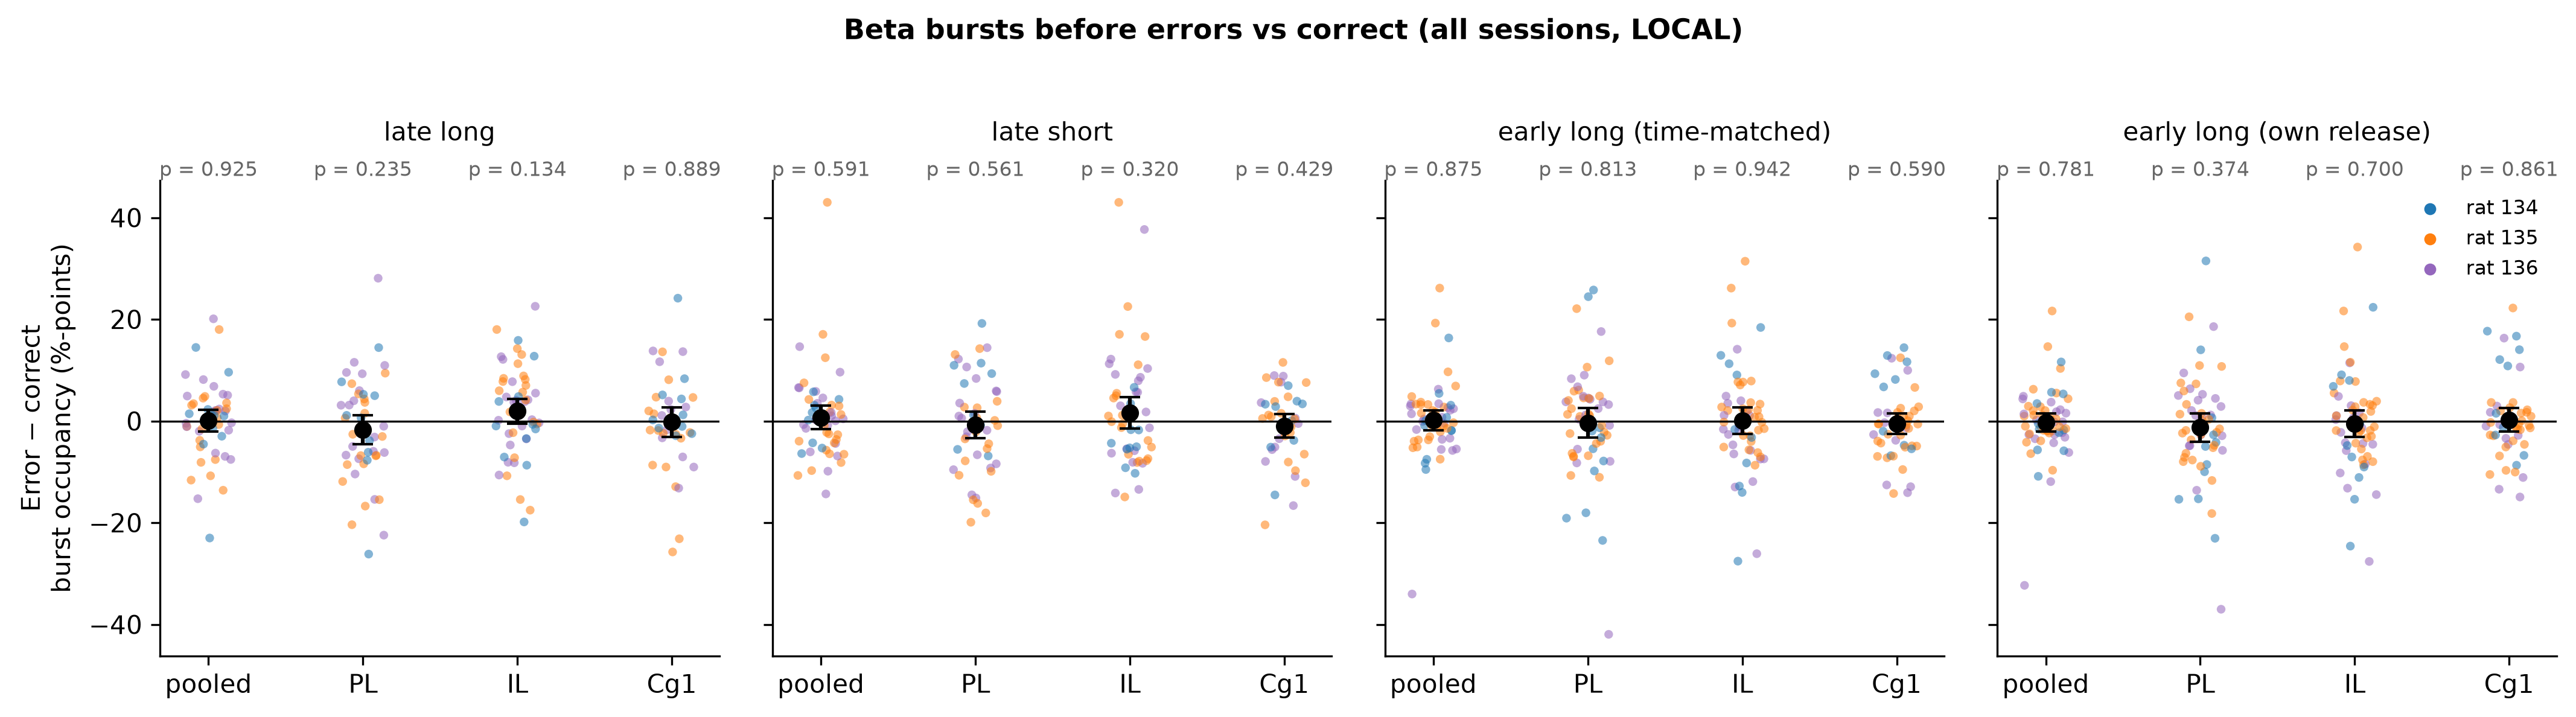 Beta bursts before errors vs correct (all sessions, LOCAL)
late long
late short
early long (time-matched)
early long (own release)
p = 0.925
p = 0.235
p = 0.134
p = 0.889
p = 0.591
p = 0.561
p = 0.320
p = 0.429
p = 0.875
p = 0.813
p = 0.942
p = 0.590
p = 0.781
p = 0.374
p = 0.700
p = 0.861
Error − correct
burst occupancy (%-points)
40
20
0
−20
−40
rat 134
rat 135
rat 136
pooled
PL
IL
Cg1
pooled
PL
IL
Cg1
pooled
PL
IL
Cg1
pooled
PL
IL
Cg1